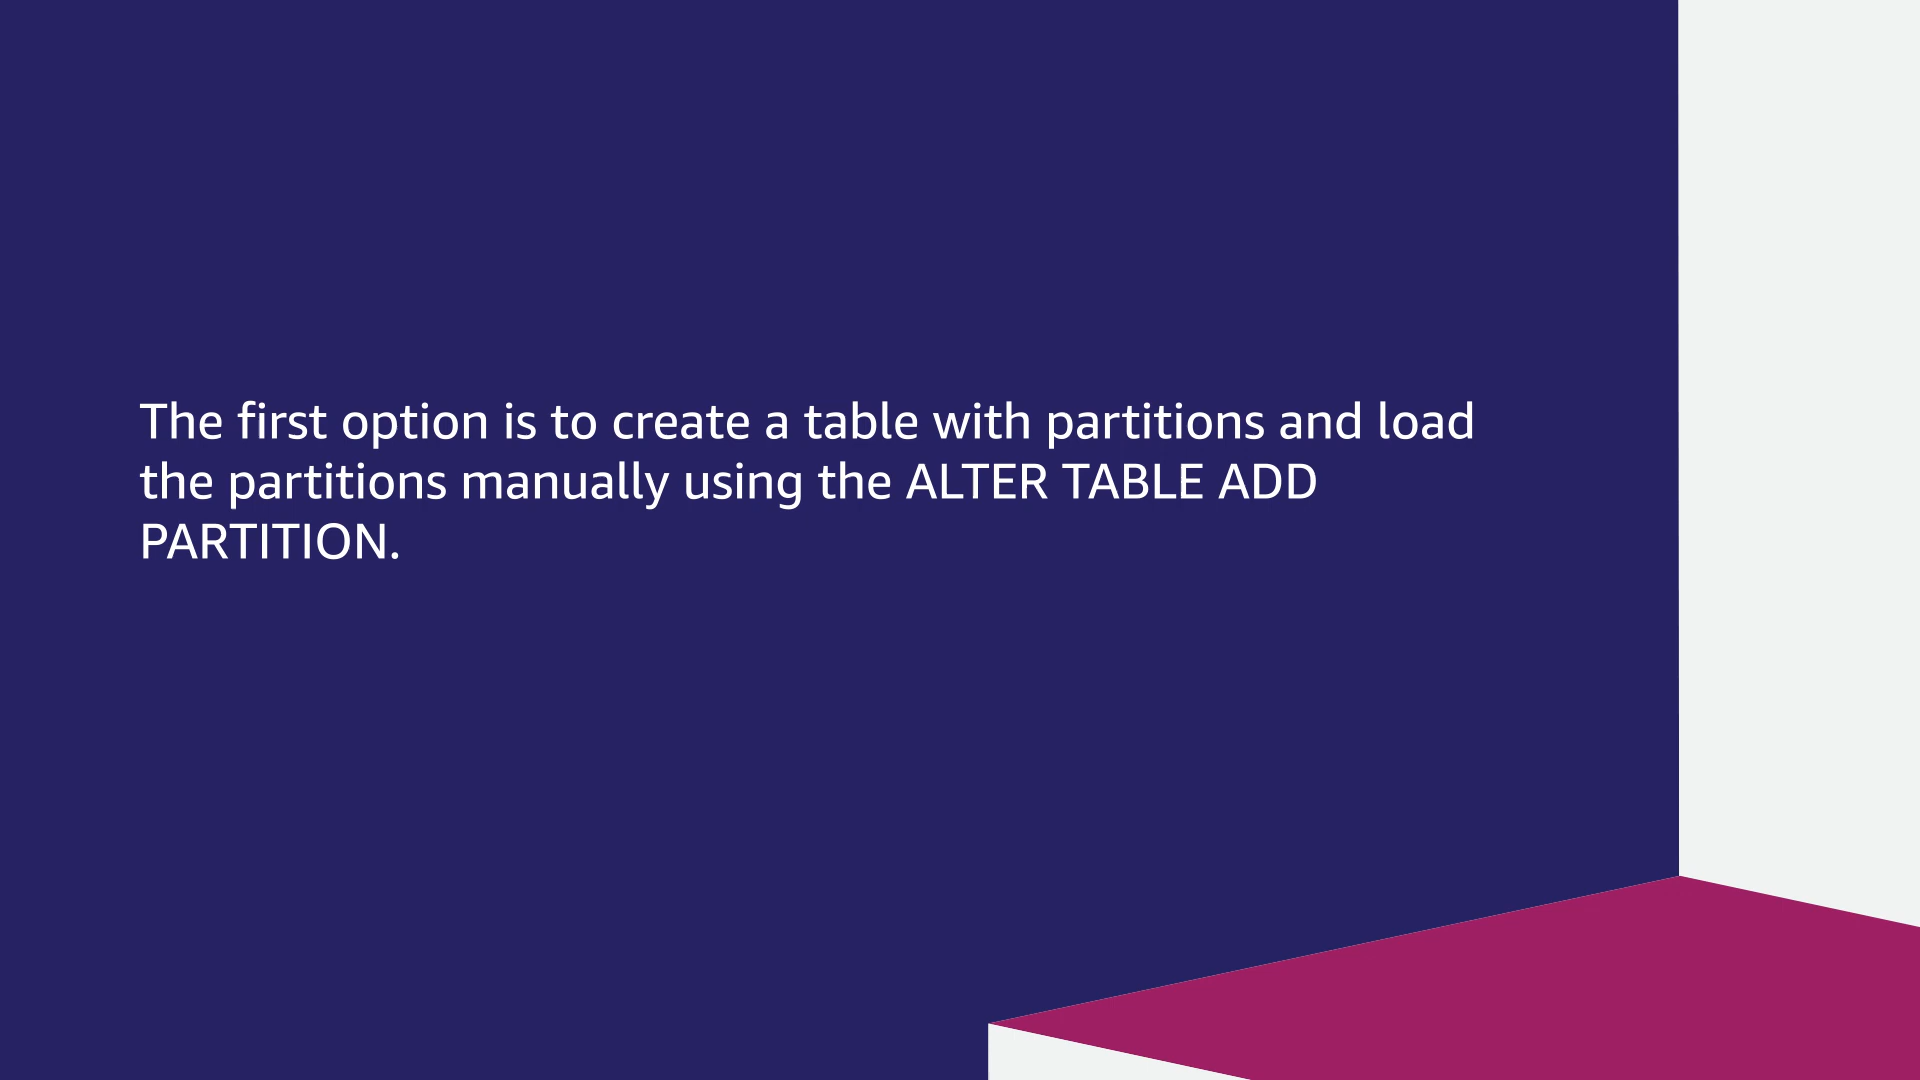 The first option is to create a table with partitions and load
the partitions manually using the ALTER TABLE ADD
PARTITION.